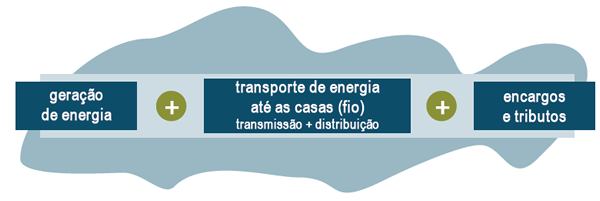 geração
de energia
+
transporte de energia
até as casas (fio)
transmissão + distribuição
+
encargos
e tributos